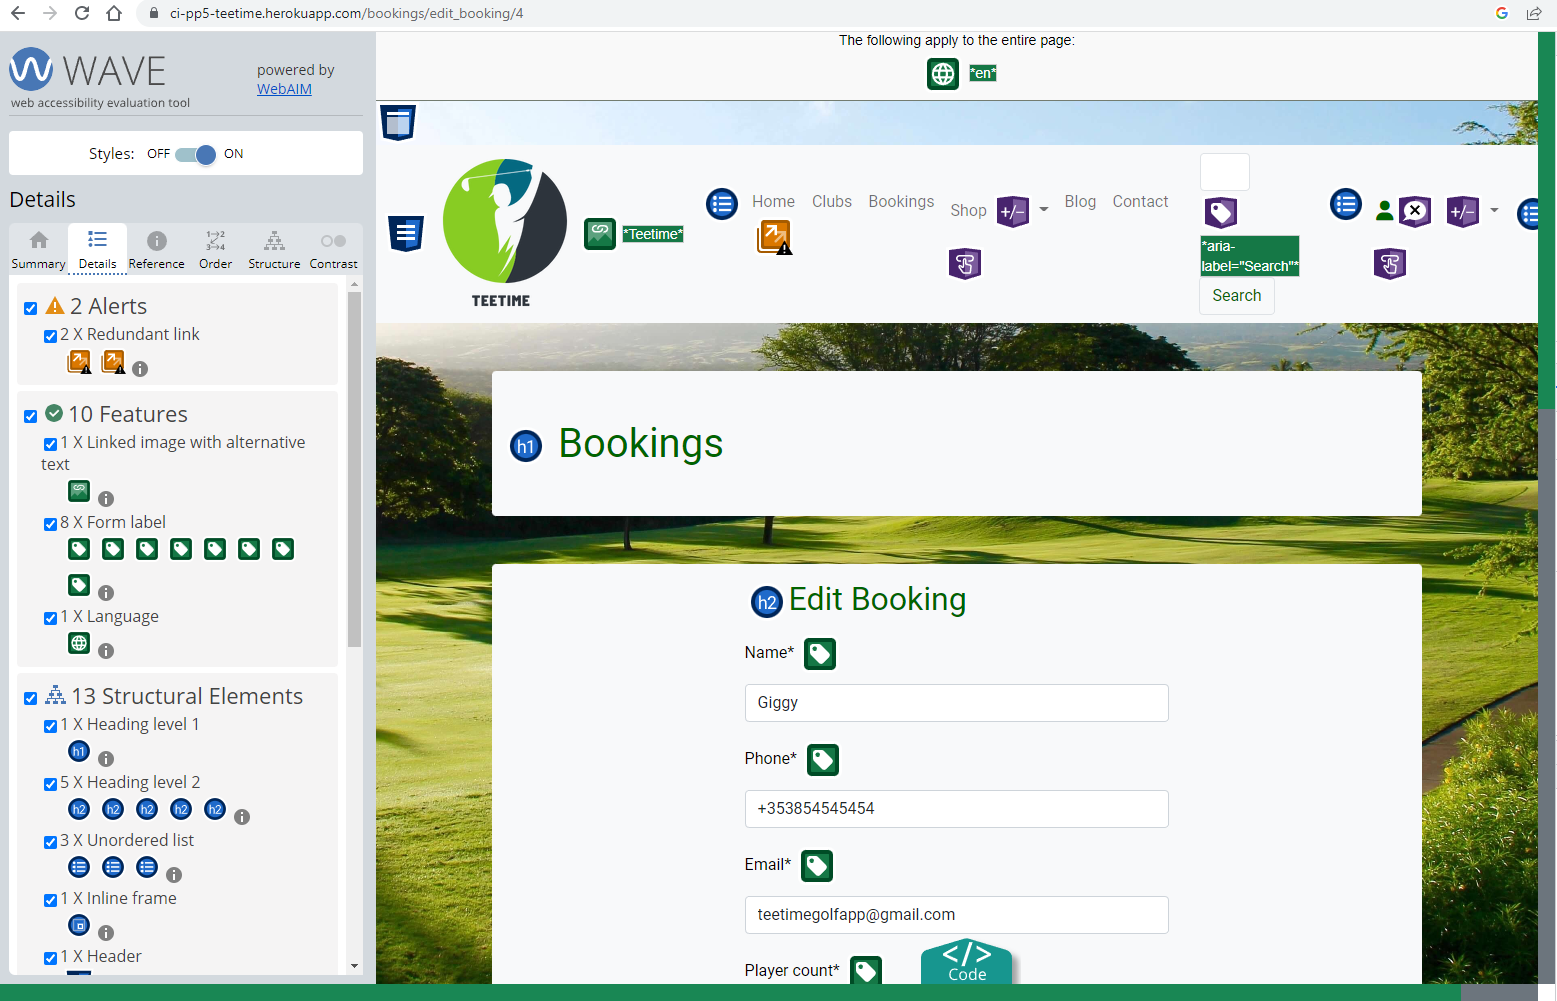 ci-pp5-teetime.herokuapp.com/bookings/edit_booking/4
WAVE
web accessibility evaluation tool
powered by
WebAIM
Styles: OFF ON
Details
Summary Details Reference Order Structure Contrast
2 Alerts
2 X Redundant link
10 Features
1 X Linked image with alternative
text
8 X Form label
1 X Language
13 Structural Elements
1 X Heading level 1
h1
5 X Heading level 2
h2 h2 h2 h2 h2
3 X Unordered list
1 X Inline frame
1 X Header
The following apply to the entire page:
*en*
TEETIME
*Teetime*
Home Clubs Bookings Shop +/- Blog Contact
*aria-
label="Search"*
Search
+/-
h1 Bookings
h2 Edit Booking
Name*
Giggy
Phone*
+353854545454
Email*
teetimegolfapp@gmail.com
Player count*
</>
Code